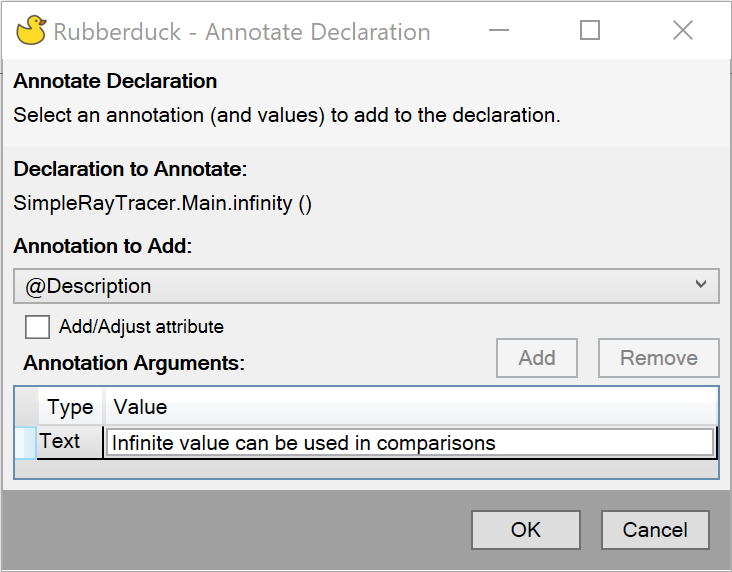 Rubberduck - Annotate Declaration
Annotate Declaration
Select an annotation (and values) to add to the declaration.
Declaration to Annotate:
SimpleRayTracer.Main.infinity ()
Annotation to Add:
@Description
Add/Adjust attribute
Annotation Arguments:
Add
Remove
Type Value
Text Infinite value can be used in comparisons
OK
Cancel